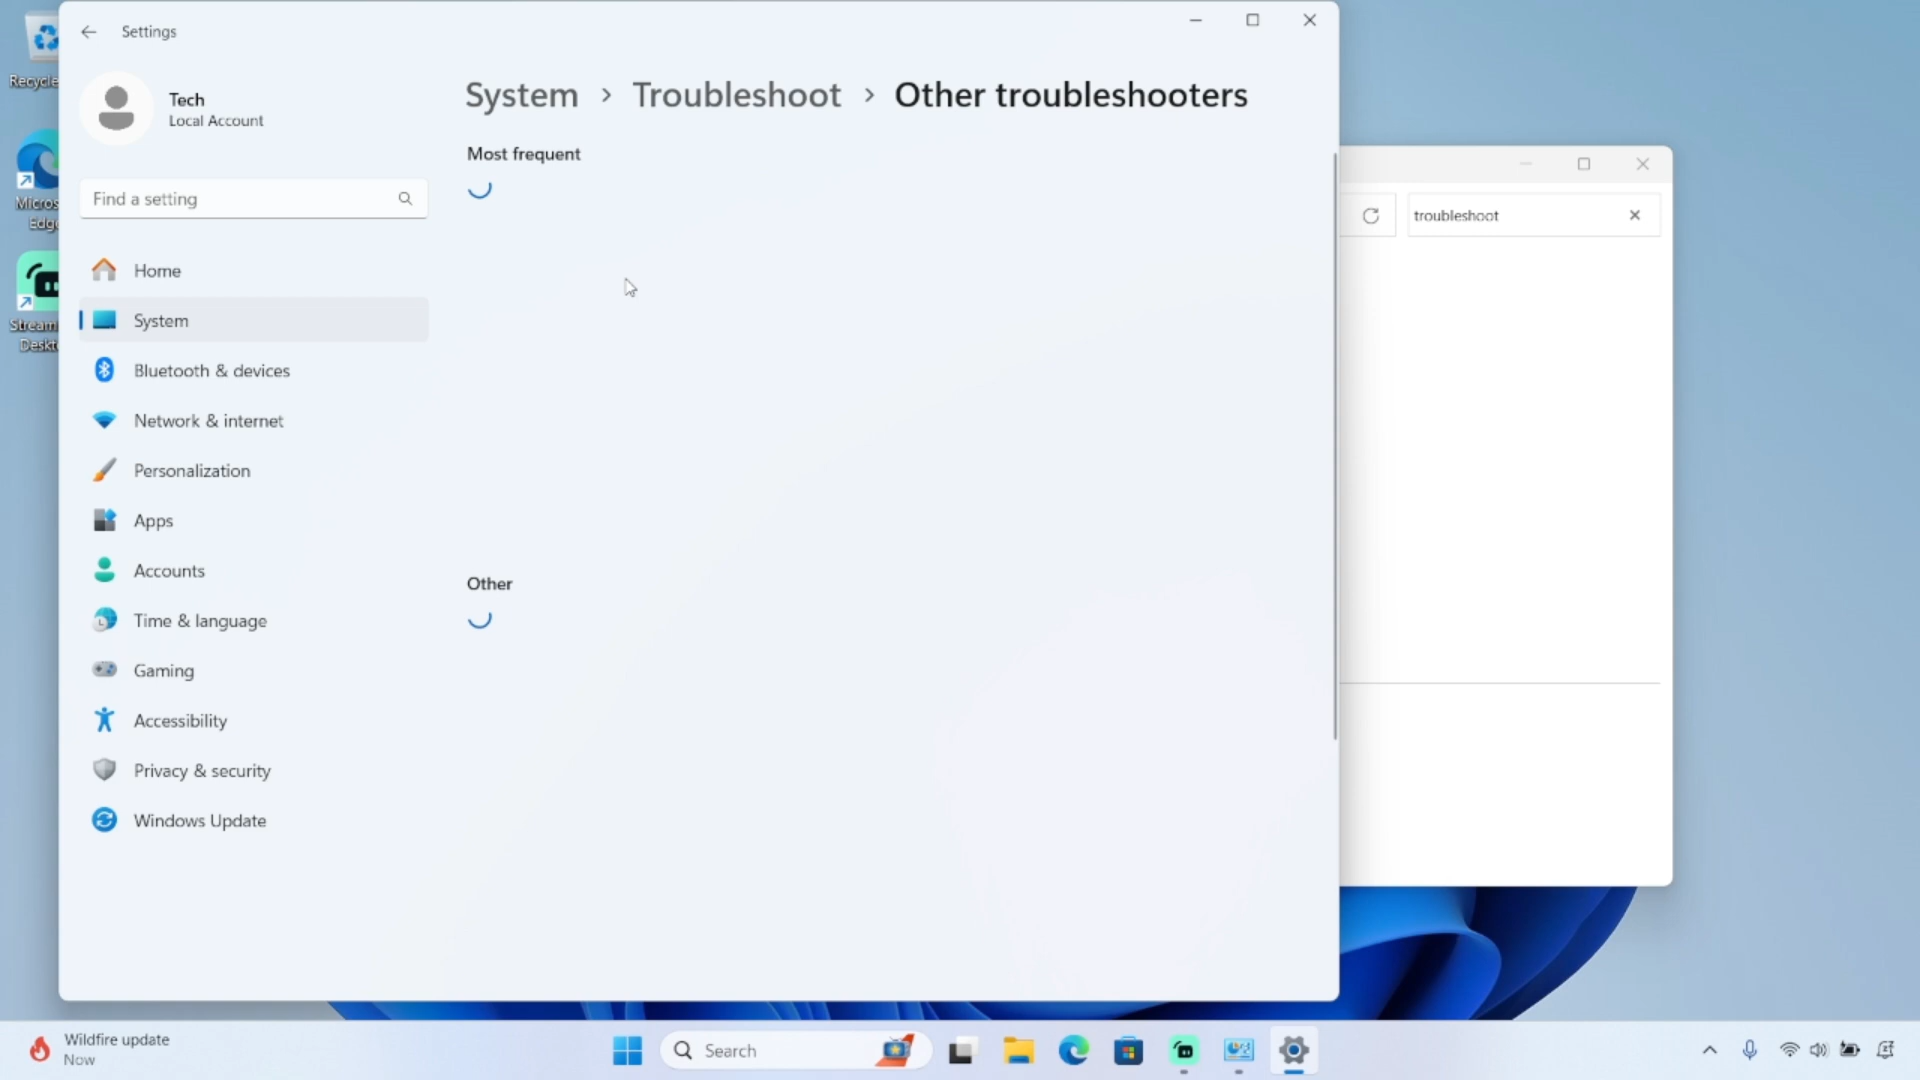 Settings
Tech
Local Account
Find a setting
Home
System
Bluetooth & devices
Network & internet
Personalization
Apps
Accounts
Time & language
Gaming
Accessibility
Privacy & security
Windows Update
System > Troubleshoot > Other troubleshooters
Most frequent
Other
troubleshoot
Recycle
Micros
Edge
Stream
Deskt
Wildfire update
Now
Search